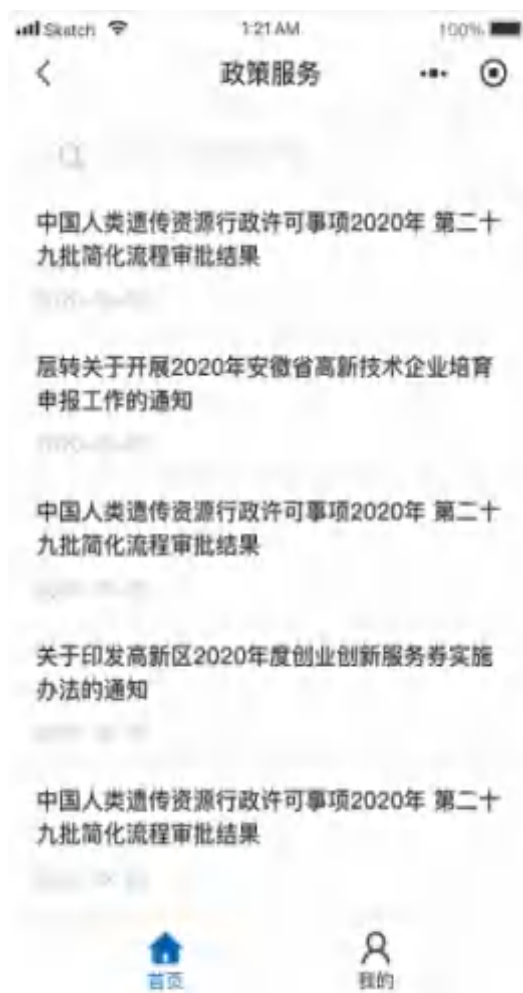 Sketch
1:21 AM
100%
政策服务
中国人类遗传资源行政许可事项2020年 第二十
九批简化流程审批结果
层转关于开展2020年安徽省高新技术企业培育
申报工作的通知
中国人类遗传资源行政许可事项2020年 第二十
九批简化流程审批结果
关于印发高新区2020年度创业创新服务券实施
办法的通知
中国人类遗传资源行政许可事项2020年 第二十
九批简化流程审批结果
首页
我的